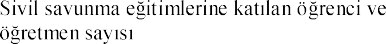 Sivil savunma eğitimlerine katılan öğrenci ve
öğretmen sayısı